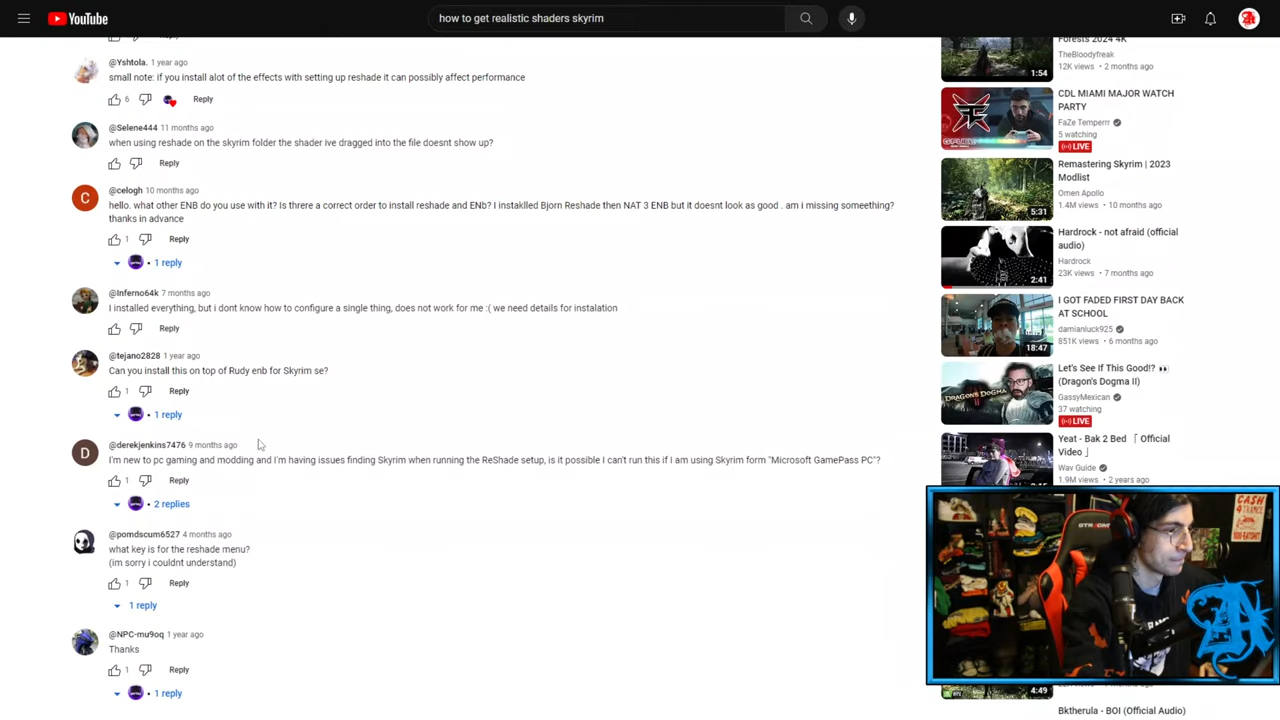 YouTube
how to get realistic shaders skyrim
Reply
@Yshtola. 1 year ago
small note: if you install alot of the effects with setting up reshade it can possibly affect performance
6 Reply
@Selene444 11 months ago
when using reshade on the skyrim folder the shader ive dragged into the file doesnt show up?
Reply
C
@celogh 10 months ago
hello. what other ENB do you use with it? Is threre a correct order to install reshade and ENb? I instaklled Bjorn Reshade then NAT 3 ENB but it doesnt look as good . am i missing someething?
thanks in advance
1 Reply
1 reply
@Inferno64k 7 months ago
I installed everything, but i dont know how to configure a single thing, does not work for me :( we need details for instalation
Reply
@tejano2828 1 year ago
Can you install this on top of Rudy enb for Skyrim se?
1 Reply
1 reply
D
@derekjenkins7476 9 months ago
I'm new to pc gaming and modding and I'm having issues finding Skyrim when running the ReShade setup, is it possible I can't run this if I am using Skyrim form "Microsoft GamePass PC"?
1 Reply
2 replies
@pomdscum6527 4 months ago
what key is for the reshade menu?
(im sorry i couldnt understand)
1 Reply
1 reply
@NPC-mu9oq 1 year ago
Thanks
1 Reply
1 reply
Forests 2024 4K
TheBloodyfreak
12K views • 2 months ago
1:54
CDL MIAMI MAJOR WATCH
PARTY
FaZe Temperrr
5 watching
LIVE
Remastering Skyrim | 2023
Modlist
Omen Apollo
1.4M views • 10 months ago
5:31
Hardrock - not afraid (official
audio)
Hardrock
23K views • 7 months ago
2:41
I GOT FADED FIRST DAY BACK
AT SCHOOL
damianluck925
851K views • 6 months ago
18:47
Let's See If This Good!? 👀
(Dragon's Dogma II)
GassyMexican
37 watching
LIVE
DRAGONS DOGMA
Yeat - Bak 2 Bed 「 Official
Video 」
Wav Guide
1.9M views • 2 years ago
CASH
GTRACING
4:49
Bktherula - BOI (Official Audio)